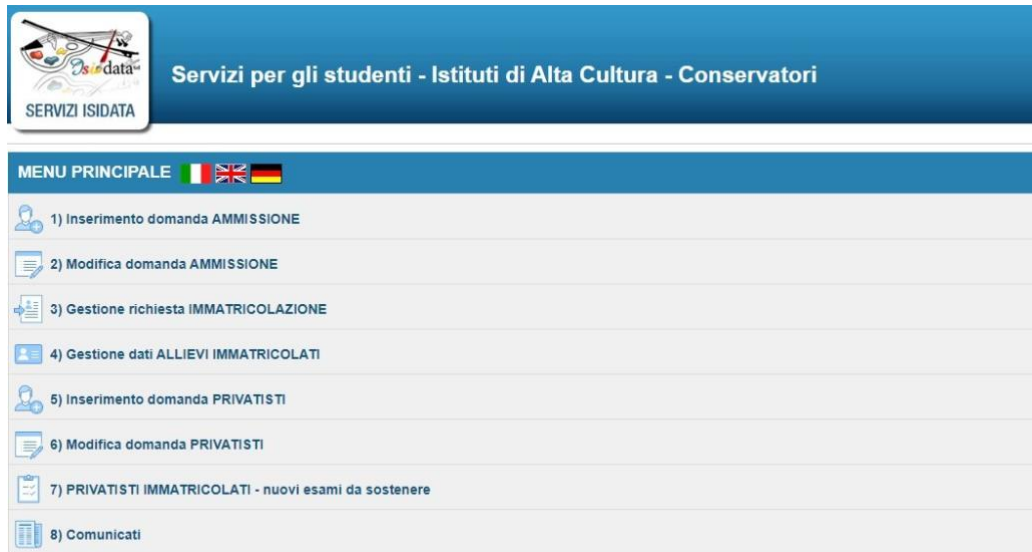 Isidata
SERVIZI ISIDATA
Servizi per gli studenti - Istituti di Alta Cultura - Conservatori
MENU PRINCIPALE
1) Inserimento domanda AMMISSIONE
2) Modifica domanda AMMISSIONE
3) Gestione richiesta IMMATRICOLAZIONE
4) Gestione dati ALLIEVI IMMATRICOLATI
5) Inserimento domanda PRIVATISTI
6) Modifica domanda PRIVATISTI
7) PRIVATISTI IMMATRICOLATI - nuovi esami da sostenere
8) Comunicati